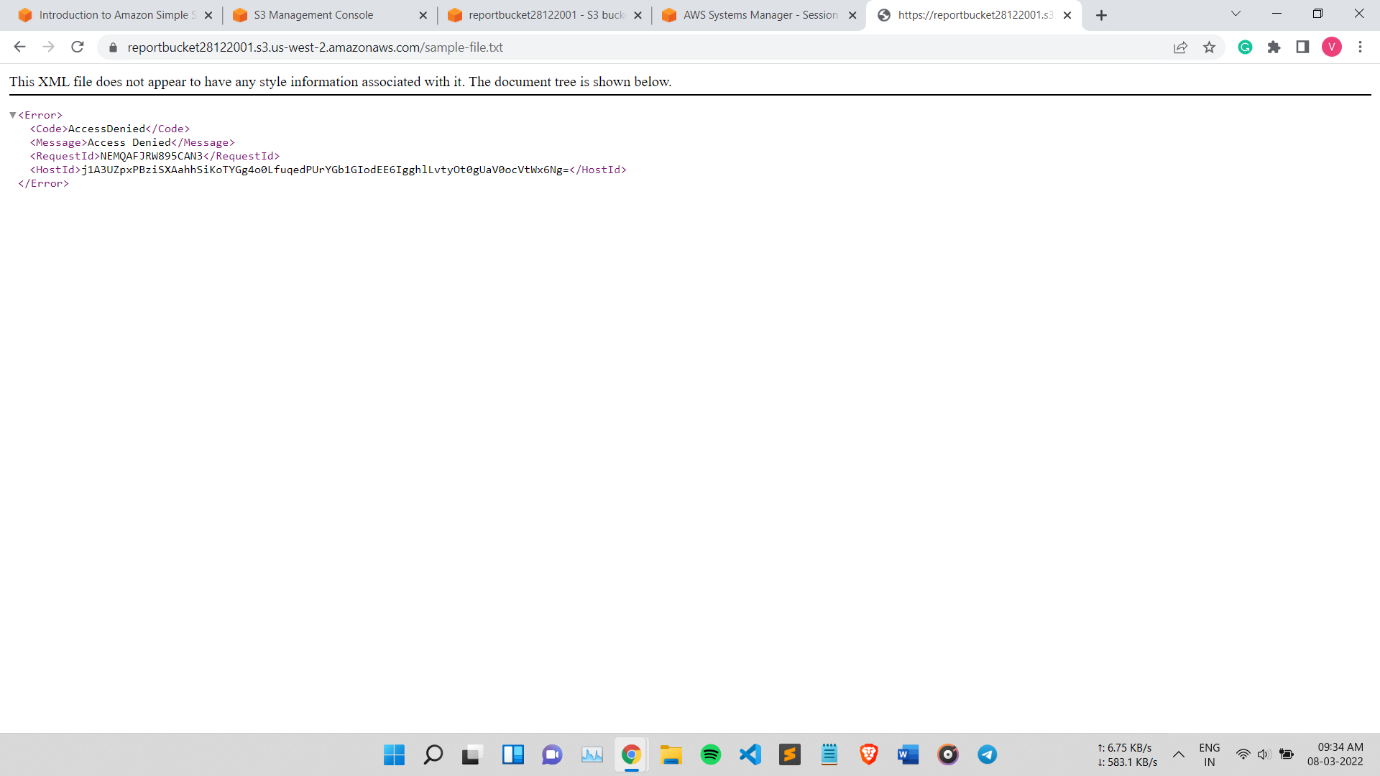 Introduction to Amazon Simple S
S3 Management Console
reportbucket28122001 - S3 buck
AWS Systems Manager - Session
https://reportbucket28122001.s3.
reportbucket28122001.s3.us-west-2.amazonaws.com/sample-file.txt
V
This XML file does not appear to have any style information associated with it. The document tree is shown below.
▼<Error>
<Code>AccessDenied</Code>
<Message>Access Denied</Message>
<RequestId>NEMQAFJRW895CAN3</RequestId>
<HostId>j1A3UZpxPBziSXAahhSiKoTYGg4o0LfuqedPUrYGb1GIodEE6IgghlLvtyOt0gUaV0ocVtWx6Ng=</HostId>
</Error>
↑: 6.75 KB/s
↓: 583.1 KB/s
ENG
IN
09:34 AM
08-03-2022